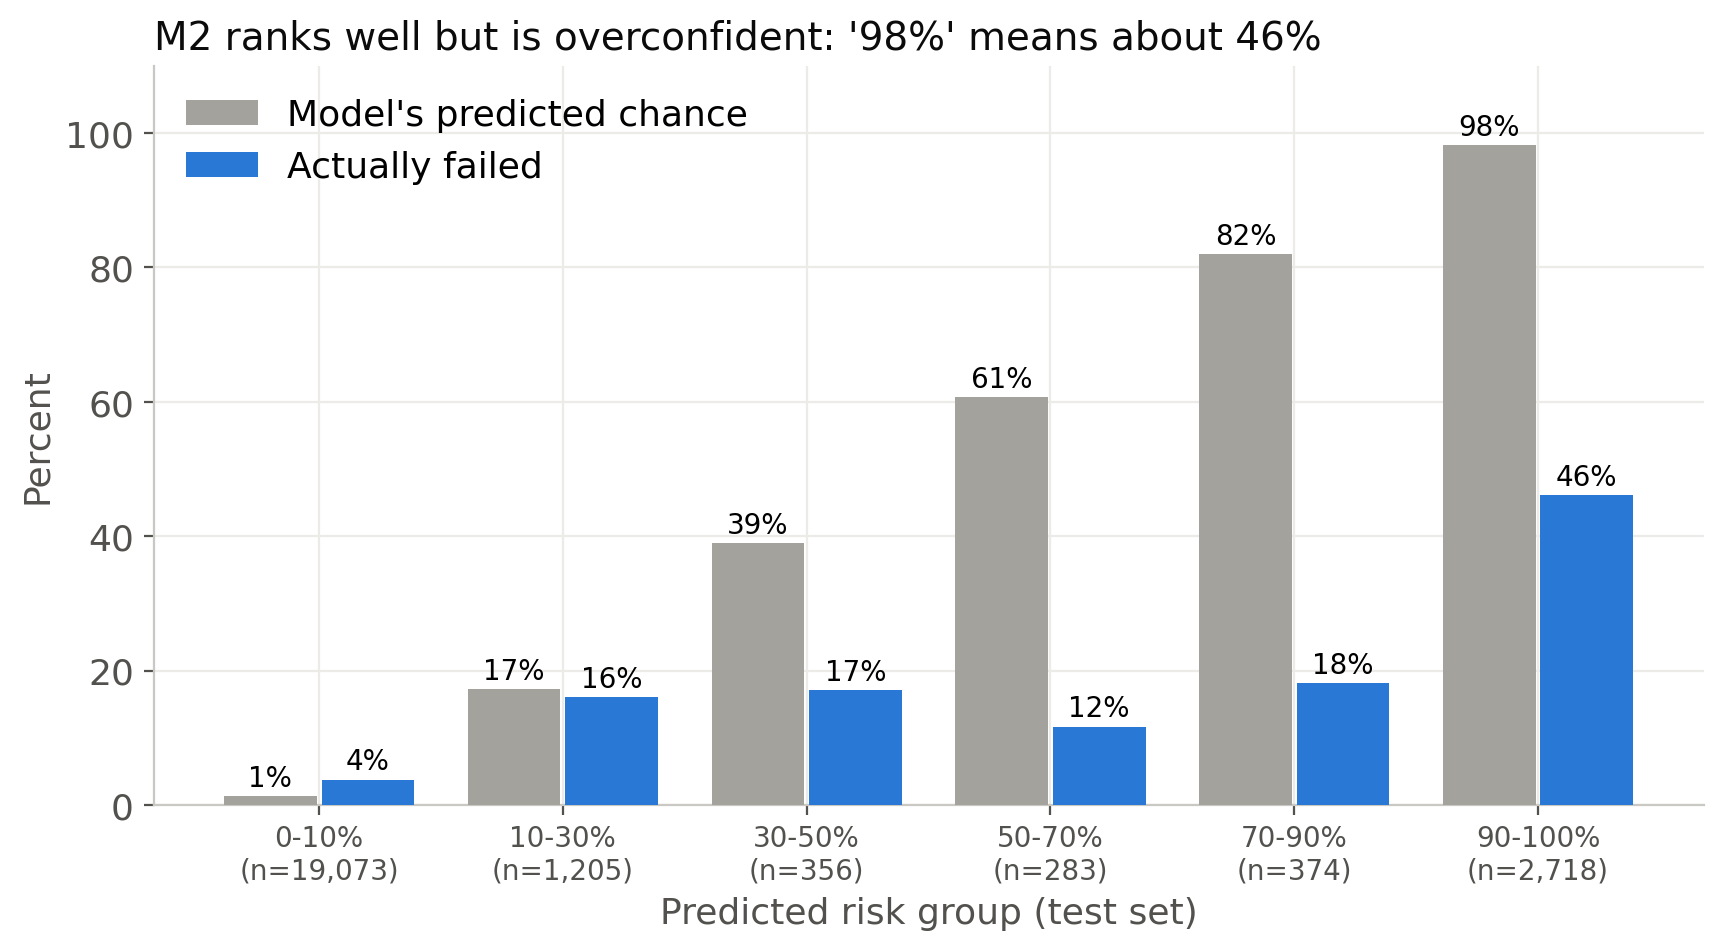 M2 ranks well but is overconfident: '98%' means about 46%
Model's predicted chance
Actually failed
Percent
100
80
60
40
20
0
1%
4%
17%
16%
39%
17%
61%
12%
82%
18%
98%
46%
0-10%
(n=19,073)
10-30%
(n=1,205)
30-50%
(n=356)
50-70%
(n=283)
70-90%
(n=374)
90-100%
(n=2,718)
Predicted risk group (test set)